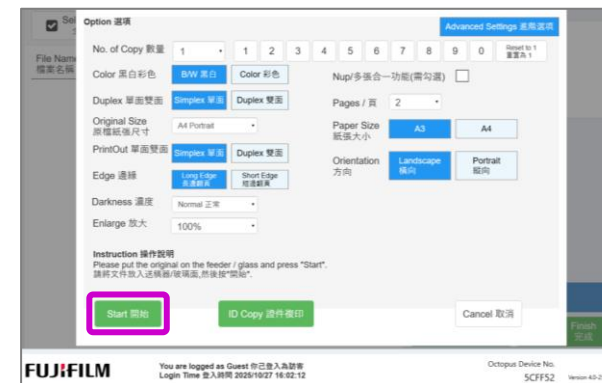 Sel
Option 選項
Advanced Settings 進階選項
File Name
檔案名稱
No. of Copy 數量
1
1 2 3 4 5 6 7 8 9 0
Reset to 1
重置為 1
Color 黑白彩色
B/W 黑白
Color 彩色
Nup/多張合一功能(需勾選)
Duplex 單面雙面
Simplex 單面
Duplex 雙面
Pages / 頁
2
Original Size
原檔紙張尺寸
A4 Portrait
Paper Size
紙張大小
A3
A4
PrintOut 單面雙面
Simplex 單面
Duplex 雙面
Orientation
方向
Landscape
橫向
Portrait
縱向
Edge 邊緣
Long Edge
長邊翻頁
Short Edge
短邊翻頁
Darkness 濃度
Normal 正常
Enlarge 放大
100%
Instruction 操作說明
Please put the original on the feeder / glass and press "Start".
請將文件放入送稿器/玻璃面,然後按"開始".
Start 開始
ID Copy 證件複印
Cancel 取消
Finish
完成
FUJIFILM
You are logged as Guest 你已登入為訪客
Login Time 登入時間 2025/10/27 16:02:12
Octopus Device No.
5CFF52
Version 4.0-2